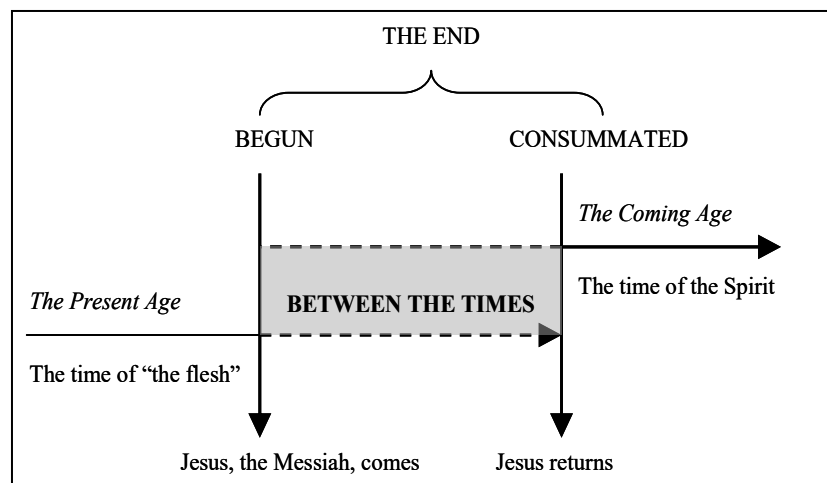 THE END
BEGUN
CONSUMMATED
The Coming Age
The time of the Spirit
The Present Age
BETWEEN THE TIMES
The time of “the flesh”
Jesus, the Messiah, comes
Jesus returns